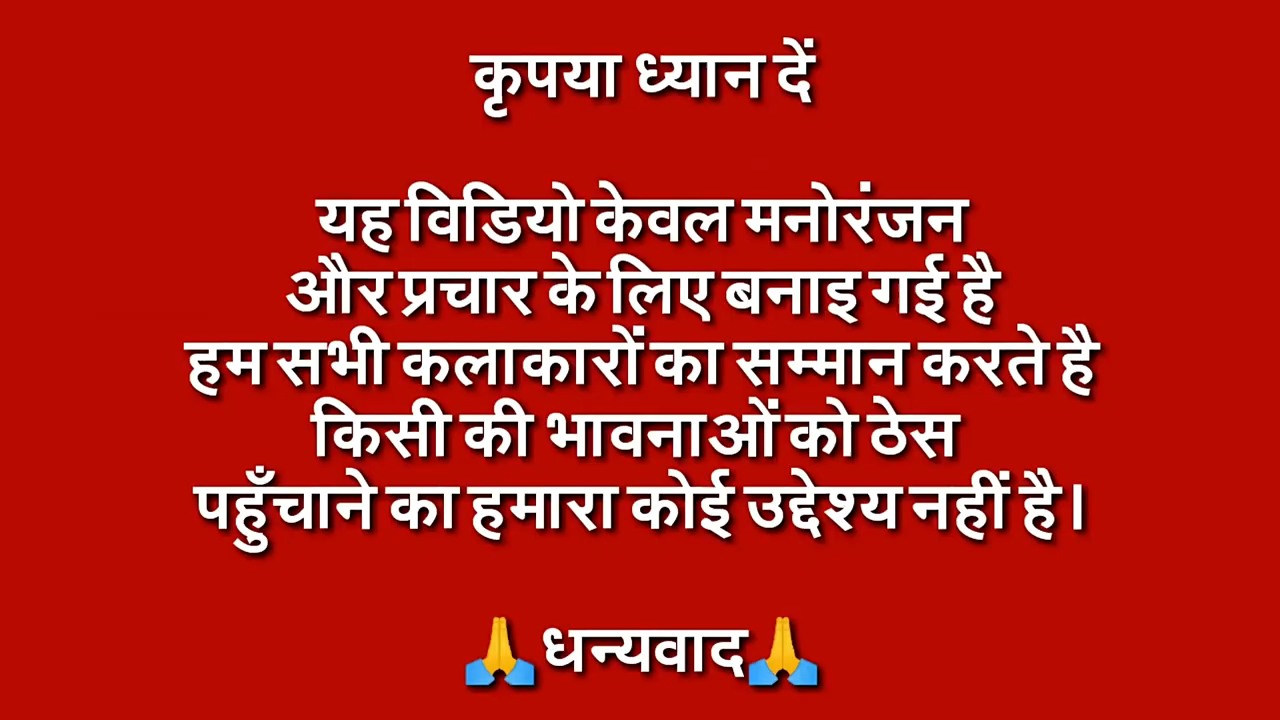 कृपया ध्यान दें
यह विडियो केवल मनोरंजन
और प्रचार के लिए बनाइ गई है
हम सभी कलाकारों का सम्मान करते है
किसी की भावनाओं को ठेस
पहुँचाने का हमारा कोई उद्देश्य नहीं है।
🙏धन्यवाद🙏